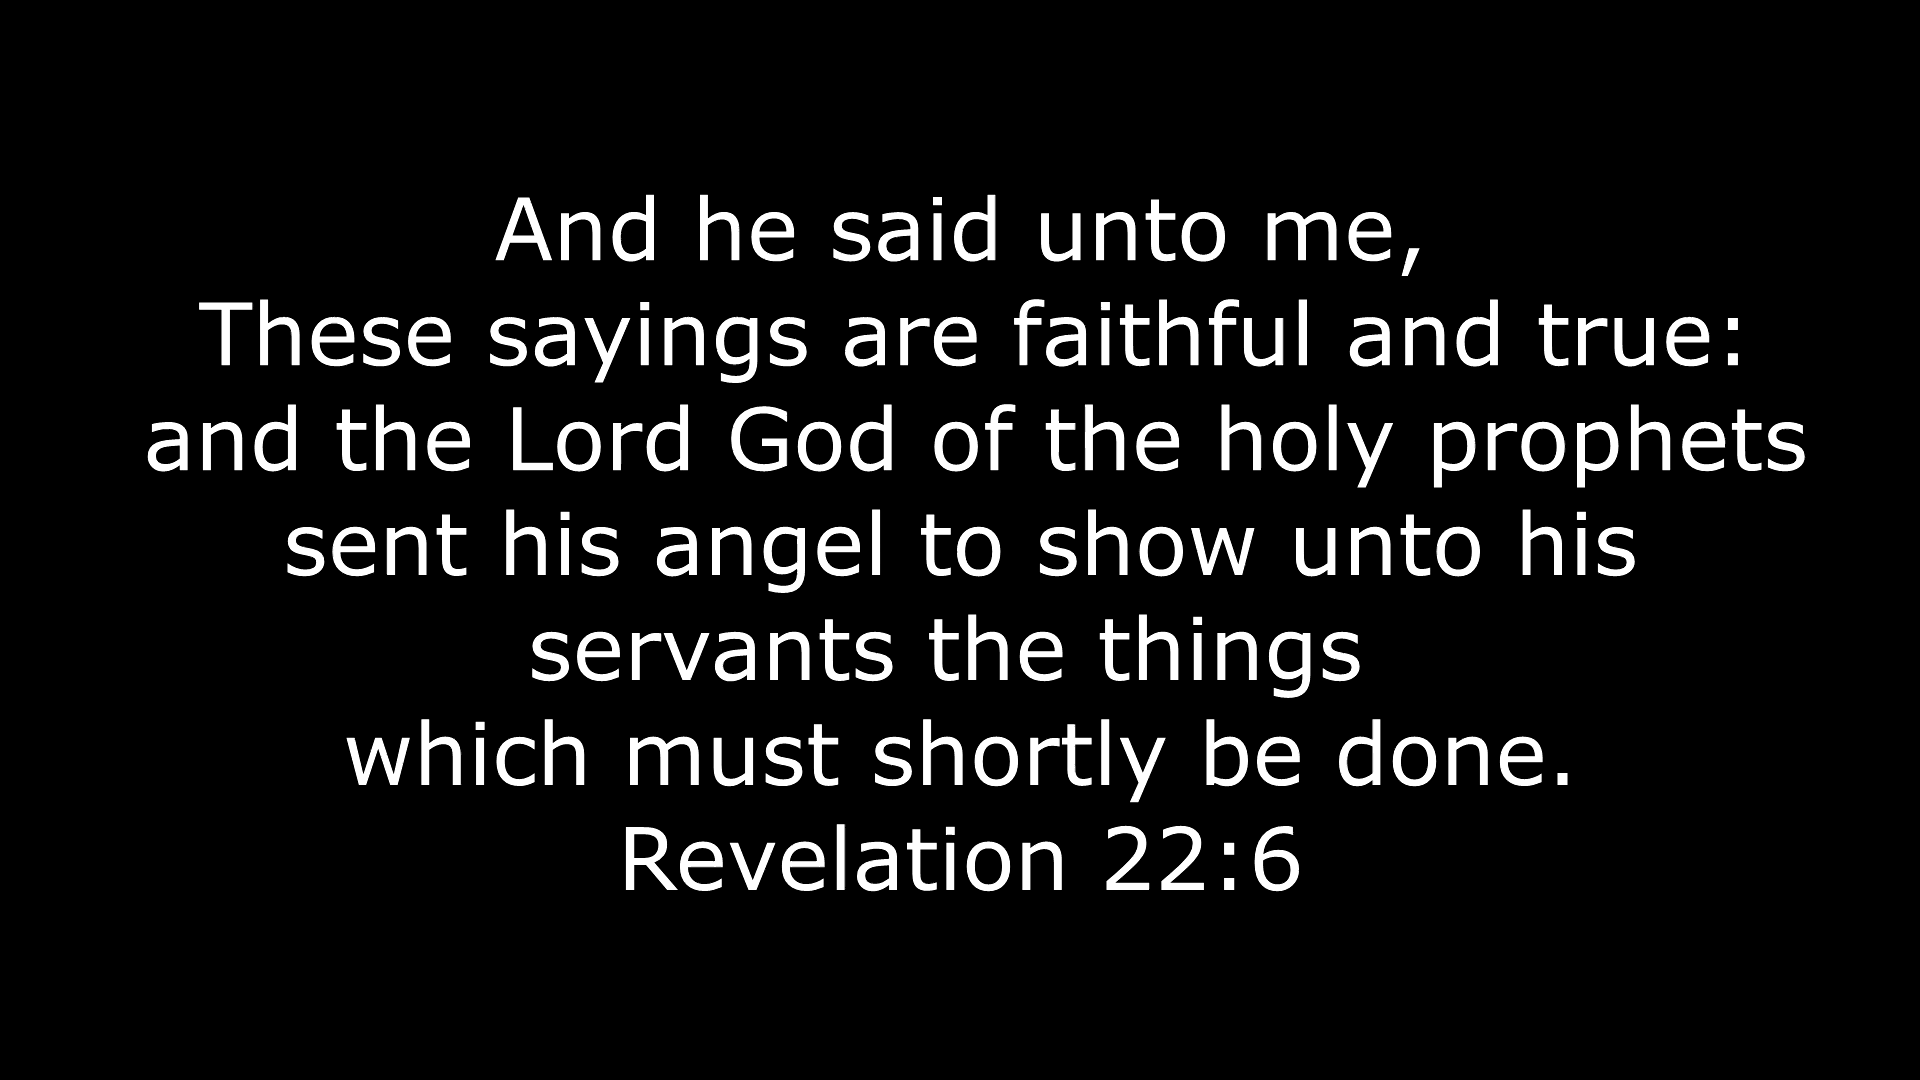 And he said unto me,
These sayings are faithful and true:
and the Lord God of the holy prophets
sent his angel to show unto his
servants the things
which must shortly be done.
Revelation 22:6